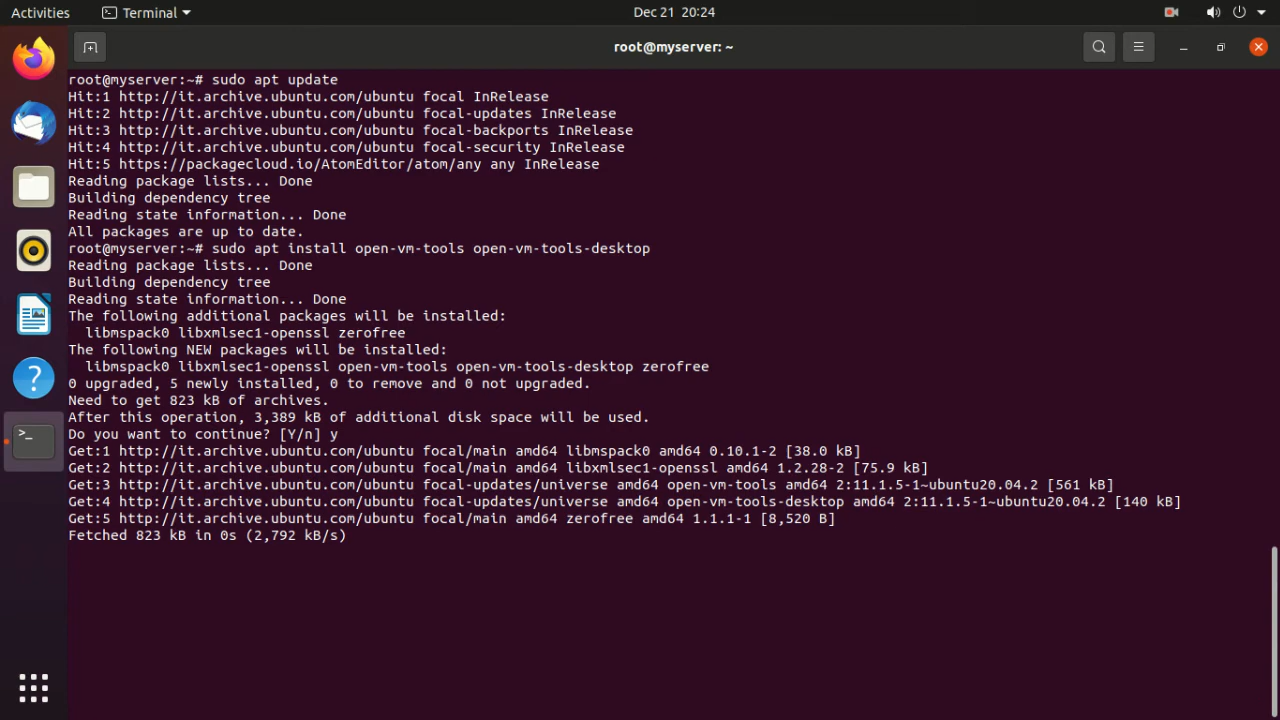 Activities
Terminal
Dec 21 20:24
root@myserver: ~
root@myserver:~# sudo apt update
Hit:1 http://it.archive.ubuntu.com/ubuntu focal InRelease
Hit:2 http://it.archive.ubuntu.com/ubuntu focal-updates InRelease
Hit:3 http://it.archive.ubuntu.com/ubuntu focal-backports InRelease
Hit:4 http://it.archive.ubuntu.com/ubuntu focal-security InRelease
Hit:5 https://packagecloud.io/AtomEditor/atom/any any InRelease
Reading package lists... Done
Building dependency tree
Reading state information... Done
All packages are up to date.
root@myserver:~# sudo apt install open-vm-tools open-vm-tools-desktop
Reading package lists... Done
Building dependency tree
Reading state information... Done
The following additional packages will be installed:
  libmspack0 libxmlsec1-openssl zerofree
The following NEW packages will be installed:
  libmspack0 libxmlsec1-openssl open-vm-tools open-vm-tools-desktop zerofree
0 upgraded, 5 newly installed, 0 to remove and 0 not upgraded.
Need to get 823 kB of archives.
After this operation, 3,389 kB of additional disk space will be used.
Do you want to continue? [Y/n] y
Get:1 http://it.archive.ubuntu.com/ubuntu focal/main amd64 libmspack0 amd64 0.10.1-2 [38.0 kB]
Get:2 http://it.archive.ubuntu.com/ubuntu focal/main amd64 libxmlsec1-openssl amd64 1.2.28-2 [75.9 kB]
Get:3 http://it.archive.ubuntu.com/ubuntu focal-updates/universe amd64 open-vm-tools amd64 2:11.1.5-1~ubuntu20.04.2 [561 kB]
Get:4 http://it.archive.ubuntu.com/ubuntu focal-updates/universe amd64 open-vm-tools-desktop amd64 2:11.1.5-1~ubuntu20.04.2 [140 kB]
Get:5 http://it.archive.ubuntu.com/ubuntu focal/main amd64 zerofree amd64 1.1.1-1 [8,520 B]
Fetched 823 kB in 0s (2,792 kB/s)